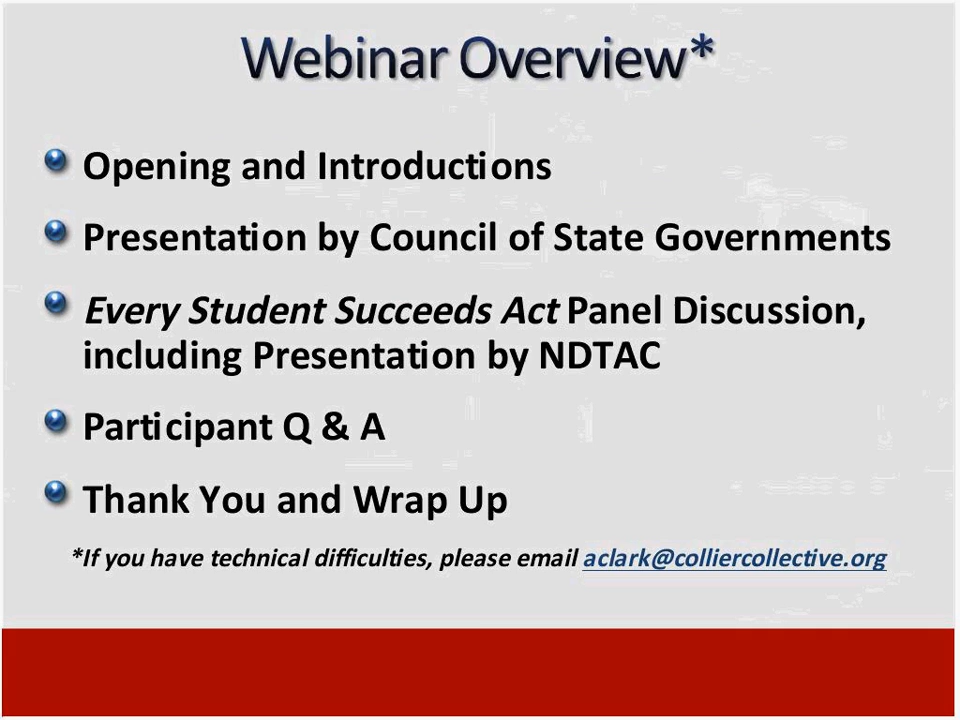 Webinar Overview*
Opening and Introductions
Presentation by Council of State Governments
Every Student Succeeds Act Panel Discussion,
including Presentation by NDTAC
Participant Q & A
Thank You and Wrap Up
*If you have technical difficulties, please email aclark@colliercollective.org